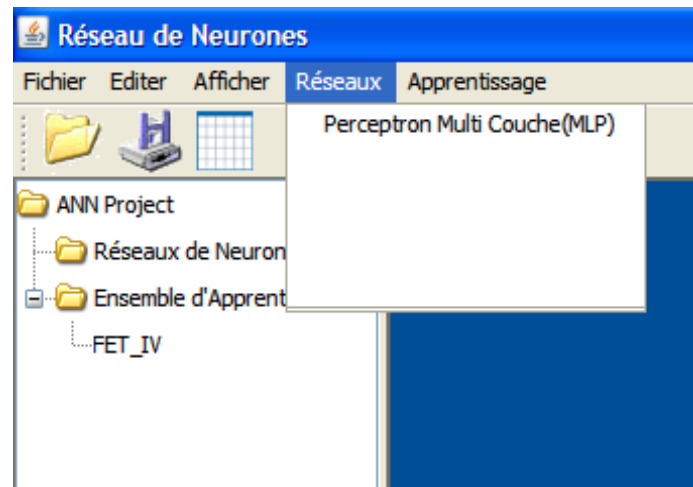 Réseau de Neurones
Fichier Editer Afficher Réseaux Apprentissage
Perceptron Multi Couche(MLP)
ANN Project
Réseaux de Neuron
Ensemble d'Apprent
FET_IV